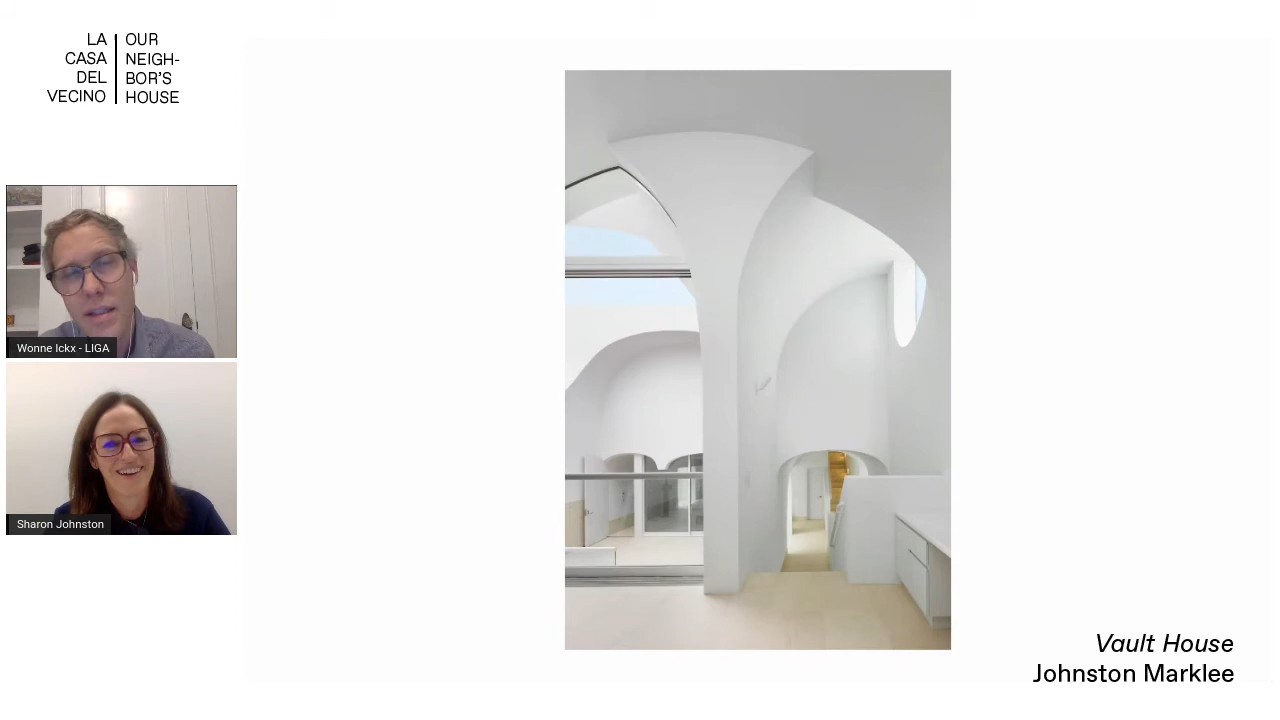 LA
CASA
DEL
VECINO
OUR
NEIGH-
BOR'S
HOUSE
Wonne Ickx - LIGA
Sharon Johnston
Vault House
Johnston Marklee